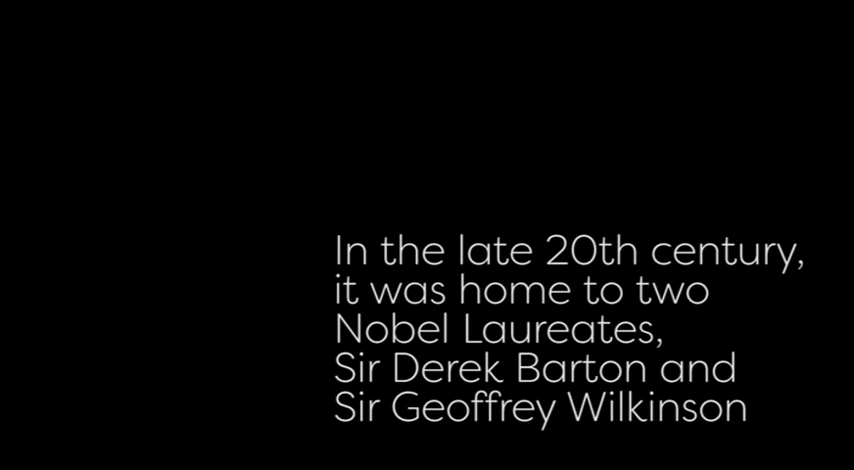 In the late 20th century,
it was home to two
Nobel Laureates,
Sir Derek Barton and
Sir Geoffrey Wilkinson